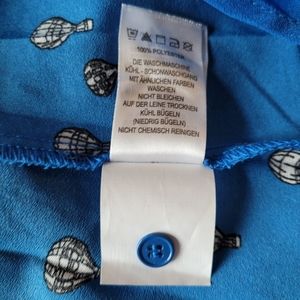 100% POLYESTER
DIE WASCHMASCHINE
KÜHL - SCHONWASCHGANG
MIT ÄHNLICHEN FARBEN
WASCHEN
NICHT BLEICHEN
AUF DER LEINE TROCKNEN
KÜHL BÜGELN
(NIEDRIG BÜGELN)
NICHT CHEMISCH REINIGEN